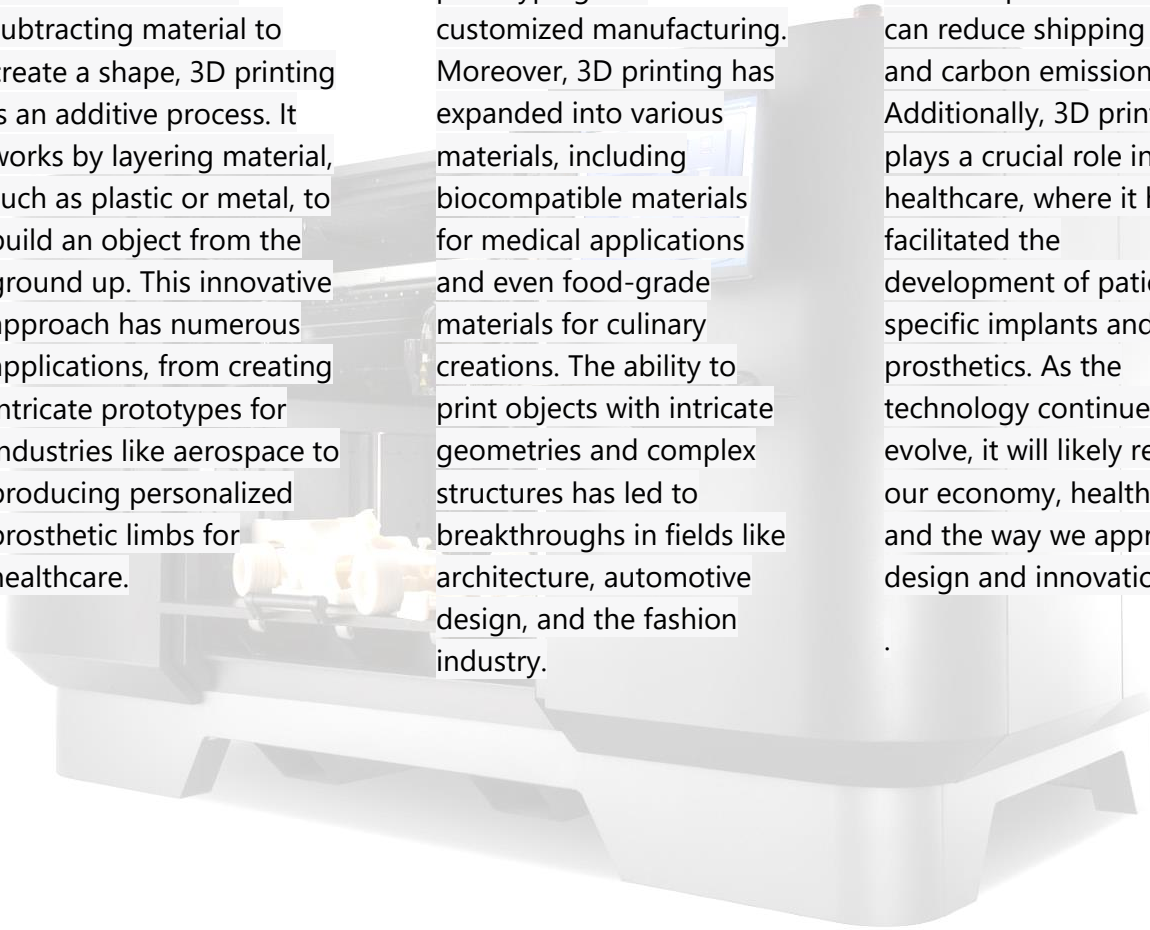 ubtracting material to
create a shape, 3D printing
s an additive process. It
works by layering material,
uch as plastic or metal, to
build an object from the
ground up. This innovative
approach has numerous
applications, from creating
ntricate prototypes for
ndustries like aerospace to
producing personalized
prosthetic limbs for
healthcare.
customized manufacturing.
Moreover, 3D printing has
expanded into various
materials, including
biocompatible materials
for medical applications
and even food-grade
materials for culinary
creations. The ability to
print objects with intricate
geometries and complex
structures has led to
breakthroughs in fields like
architecture, automotive
design, and the fashion
industry.
can reduce shipping
and carbon emission
Additionally, 3D prin
plays a crucial role in
healthcare, where it
facilitated the
development of patie
specific implants and
prosthetics. As the
technology continue
evolve, it will likely re
our economy, health
and the way we appr
design and innovatio
.